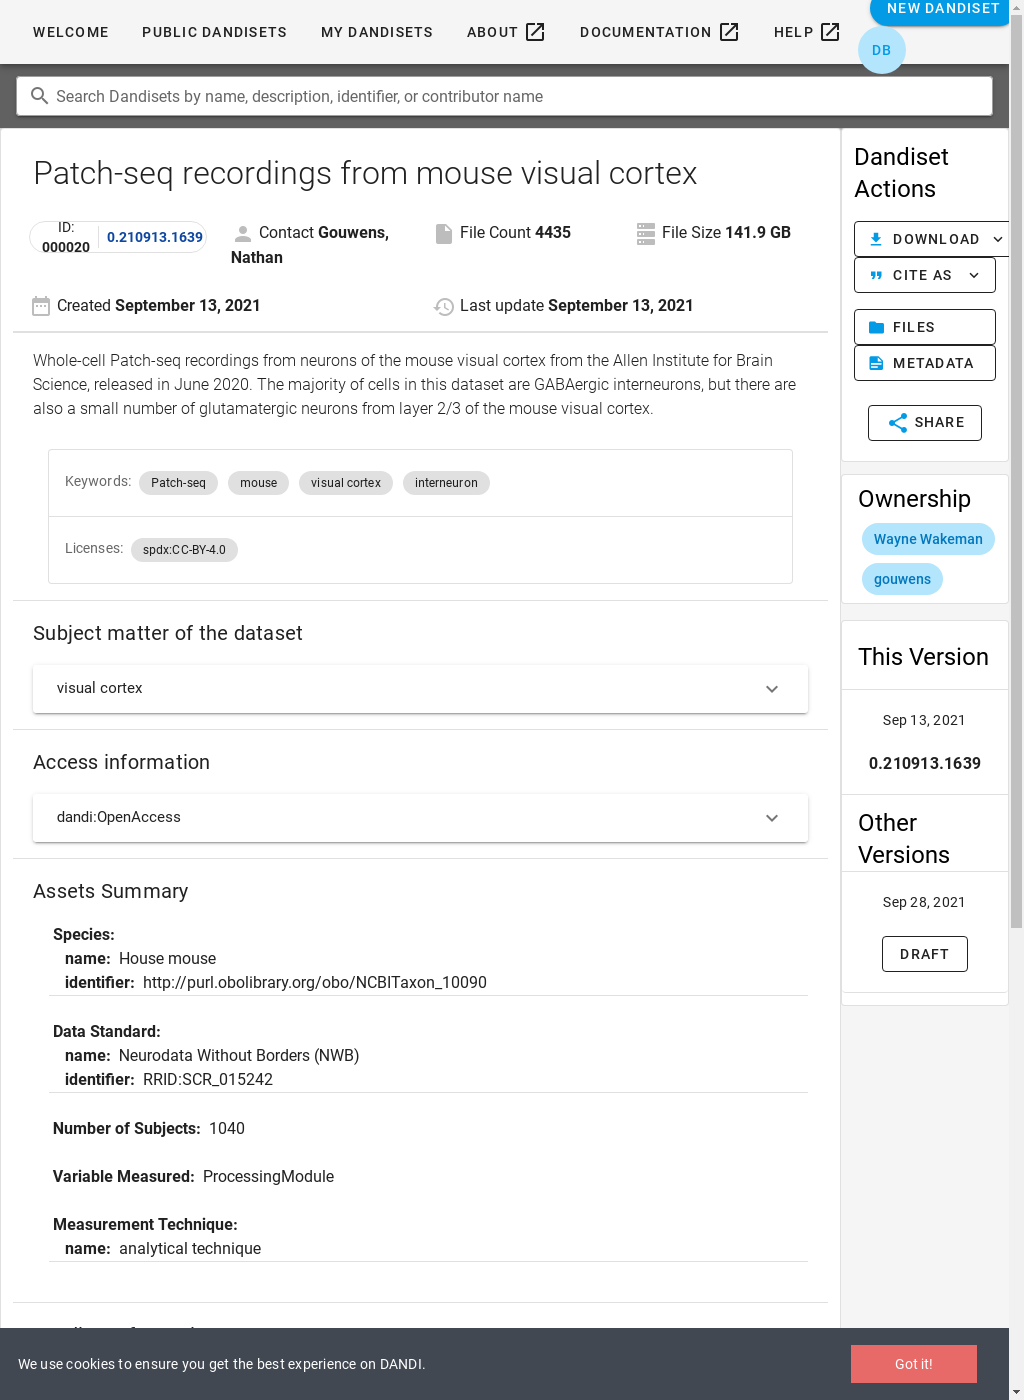 WELCOME PUBLIC DANDISETS MY DANDISETS ABOUT DOCUMENTATION HELP NEW DANDISET
DB
Search Dandisets by name, description, identifier, or contributor name
Patch-seq recordings from mouse visual cortex
ID:
000020
0.210913.1639
Contact Gouwens,
Nathan
File Count 4435
File Size 141.9 GB
Created September 13, 2021
Last update September 13, 2021
Whole-cell Patch-seq recordings from neurons of the mouse visual cortex from the Allen Institute for Brain
Science, released in June 2020. The majority of cells in this dataset are GABAergic interneurons, but there are
also a small number of glutamatergic neurons from layer 2/3 of the mouse visual cortex.
Keywords: Patch-seq mouse visual cortex interneuron
Licenses: spdx:CC-BY-4.0
Subject matter of the dataset
visual cortex
Access information
dandi:OpenAccess
Assets Summary
Species:
name: House mouse
identifier: http://purl.obolibrary.org/obo/NCBITaxon_10090
Data Standard:
name: Neurodata Without Borders (NWB)
identifier: RRID:SCR_015242
Number of Subjects: 1040
Variable Measured: ProcessingModule
Measurement Technique:
name: analytical technique
Dandiset
Actions
DOWNLOAD
CITE AS
FILES
METADATA
SHARE
Ownership
Wayne Wakeman
gouwens
This Version
Sep 13, 2021
0.210913.1639
Other
Versions
Sep 28, 2021
DRAFT
We use cookies to ensure you get the best experience on DANDI.
Got it!